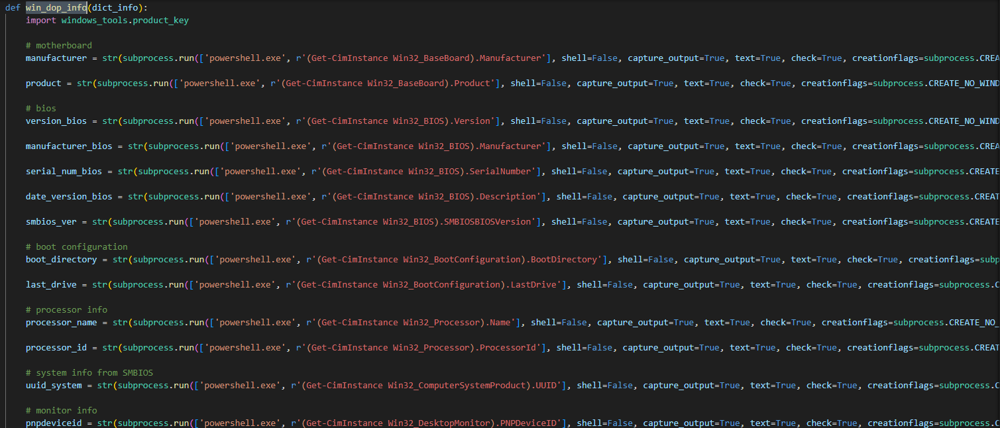 def win_dop_info(dict_info):
import windows_tools.product_key
# motherboard
manufacturer = str(subprocess.run(['powershell.exe', r'(Get-CimInstance Win32_BaseBoard).Manufacturer'], shell=False, capture_output=True, text=True, check=True, creationflags=subprocess.CREA
product = str(subprocess.run(['powershell.exe', r'(Get-CimInstance Win32_BaseBoard).Product'], shell=False, capture_output=True, text=True, check=True, creationflags=subprocess.CREATE_NO_WIND
# bios
version_bios = str(subprocess.run(['powershell.exe', r'(Get-CimInstance Win32_BIOS).Version'], shell=False, capture_output=True, text=True, check=True, creationflags=subprocess.CREATE_NO_WIND
manufacturer_bios = str(subprocess.run(['powershell.exe', r'(Get-CimInstance Win32_BIOS).Manufacturer'], shell=False, capture_output=True, text=True, check=True, creationflags=subprocess.CREA
serial_num_bios = str(subprocess.run(['powershell.exe', r'(Get-CimInstance Win32_BIOS).SerialNumber'], shell=False, capture_output=True, text=True, check=True, creationflags=subprocess.CREATE
date_version_bios = str(subprocess.run(['powershell.exe', r'(Get-CimInstance Win32_BIOS).Description'], shell=False, capture_output=True, text=True, check=True, creationflags=subprocess.CREAT
smbios_ver = str(subprocess.run(['powershell.exe', r'(Get-CimInstance Win32_BIOS).SMBIOSBIOSVersion'], shell=False, capture_output=True, text=True, check=True, creationflags=subprocess.CREATE
# boot configuration
boot_directory = str(subprocess.run(['powershell.exe', r'(Get-CimInstance Win32_BootConfiguration).BootDirectory'], shell=False, capture_output=True, text=True, check=True, creationflags=subp
last_drive = str(subprocess.run(['powershell.exe', r'(Get-CimInstance Win32_BootConfiguration).LastDrive'], shell=False, capture_output=True, text=True, check=True, creationflags=subprocess.C
# processor info
processor_name = str(subprocess.run(['powershell.exe', r'(Get-CimInstance Win32_Processor).Name'], shell=False, capture_output=True, text=True, check=True, creationflags=subprocess.CREATE_NO_
processor_id = str(subprocess.run(['powershell.exe', r'(Get-CimInstance Win32_Processor).ProcessorId'], shell=False, capture_output=True, text=True, check=True, creationflags=subprocess.CREAT
# system info from SMBIOS
uuid_system = str(subprocess.run(['powershell.exe', r'(Get-CimInstance Win32_ComputerSystemProduct).UUID'], shell=False, capture_output=True, text=True, check=True, creationflags=subprocess.C
# monitor info
pnpdeviceid = str(subprocess.run(['powershell.exe', r'(Get-CimInstance Win32_DesktopMonitor).PNPDeviceID'], shell=False, capture_output=True, text=True, check=True, creationflags=subprocess.C